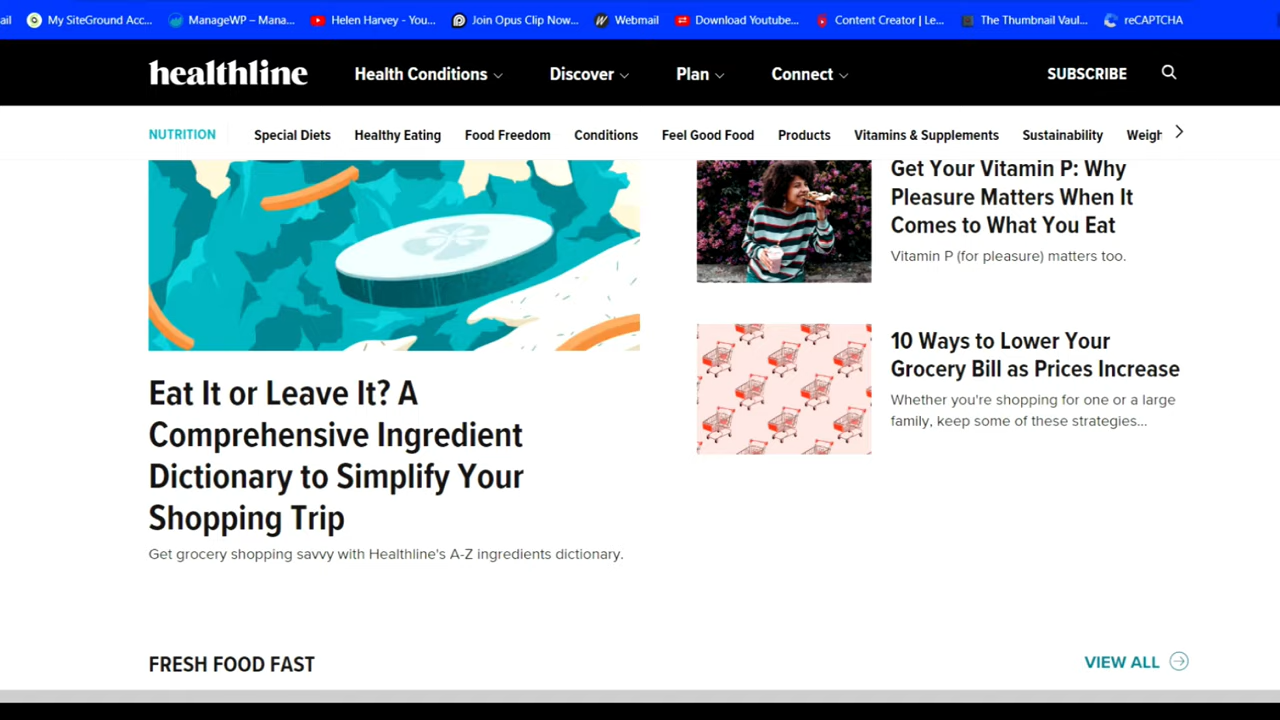 ail My SiteGround Acc... ManageWP – Mana... Helen Harvey - You... Join Opus Clip Now... Webmail Download Youtube... Content Creator | Le... The Thumbnail Vaul... reCAPTCHA
healthline Health Conditions Discover Plan Connect SUBSCRIBE
NUTRITION Special Diets Healthy Eating Food Freedom Conditions Feel Good Food Products Vitamins & Supplements Sustainability Weigh
Eat It or Leave It? A
Comprehensive Ingredient
Dictionary to Simplify Your
Shopping Trip
Get grocery shopping savvy with Healthline's A-Z ingredients dictionary.
Get Your Vitamin P: Why
Pleasure Matters When It
Comes to What You Eat
Vitamin P (for pleasure) matters too.
10 Ways to Lower Your
Grocery Bill as Prices Increase
Whether you're shopping for one or a large
family, keep some of these strategies...
FRESH FOOD FAST VIEW ALL